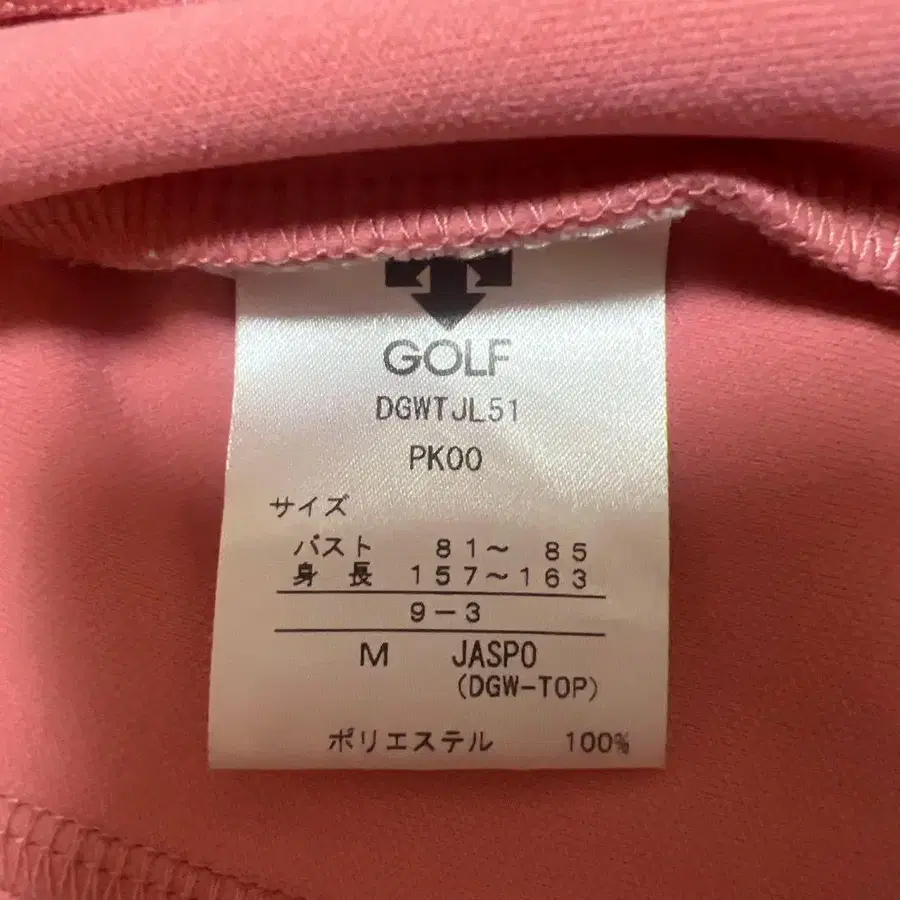 GOLF
DGWTJL51
PK00
サイズ
バスト 81～ 85
身 長 157～163
9-3
M JASPO
(DGW-TOP)
ポリエステル 100%